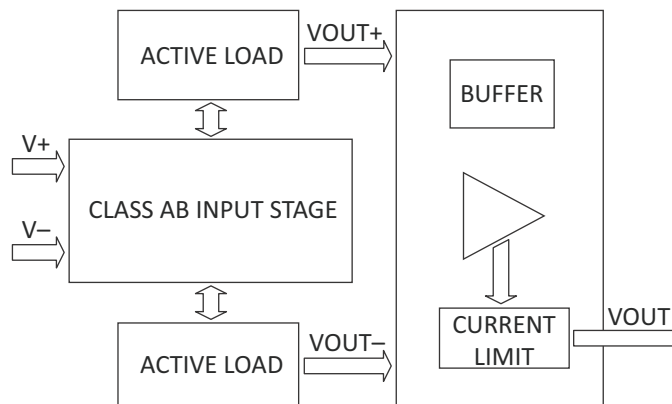 ACTIVE LOAD
VOUT+
BUFFER
V+
CLASS AB INPUT STAGE
V–
ACTIVE LOAD
VOUT–
CURRENT
LIMIT
VOUT